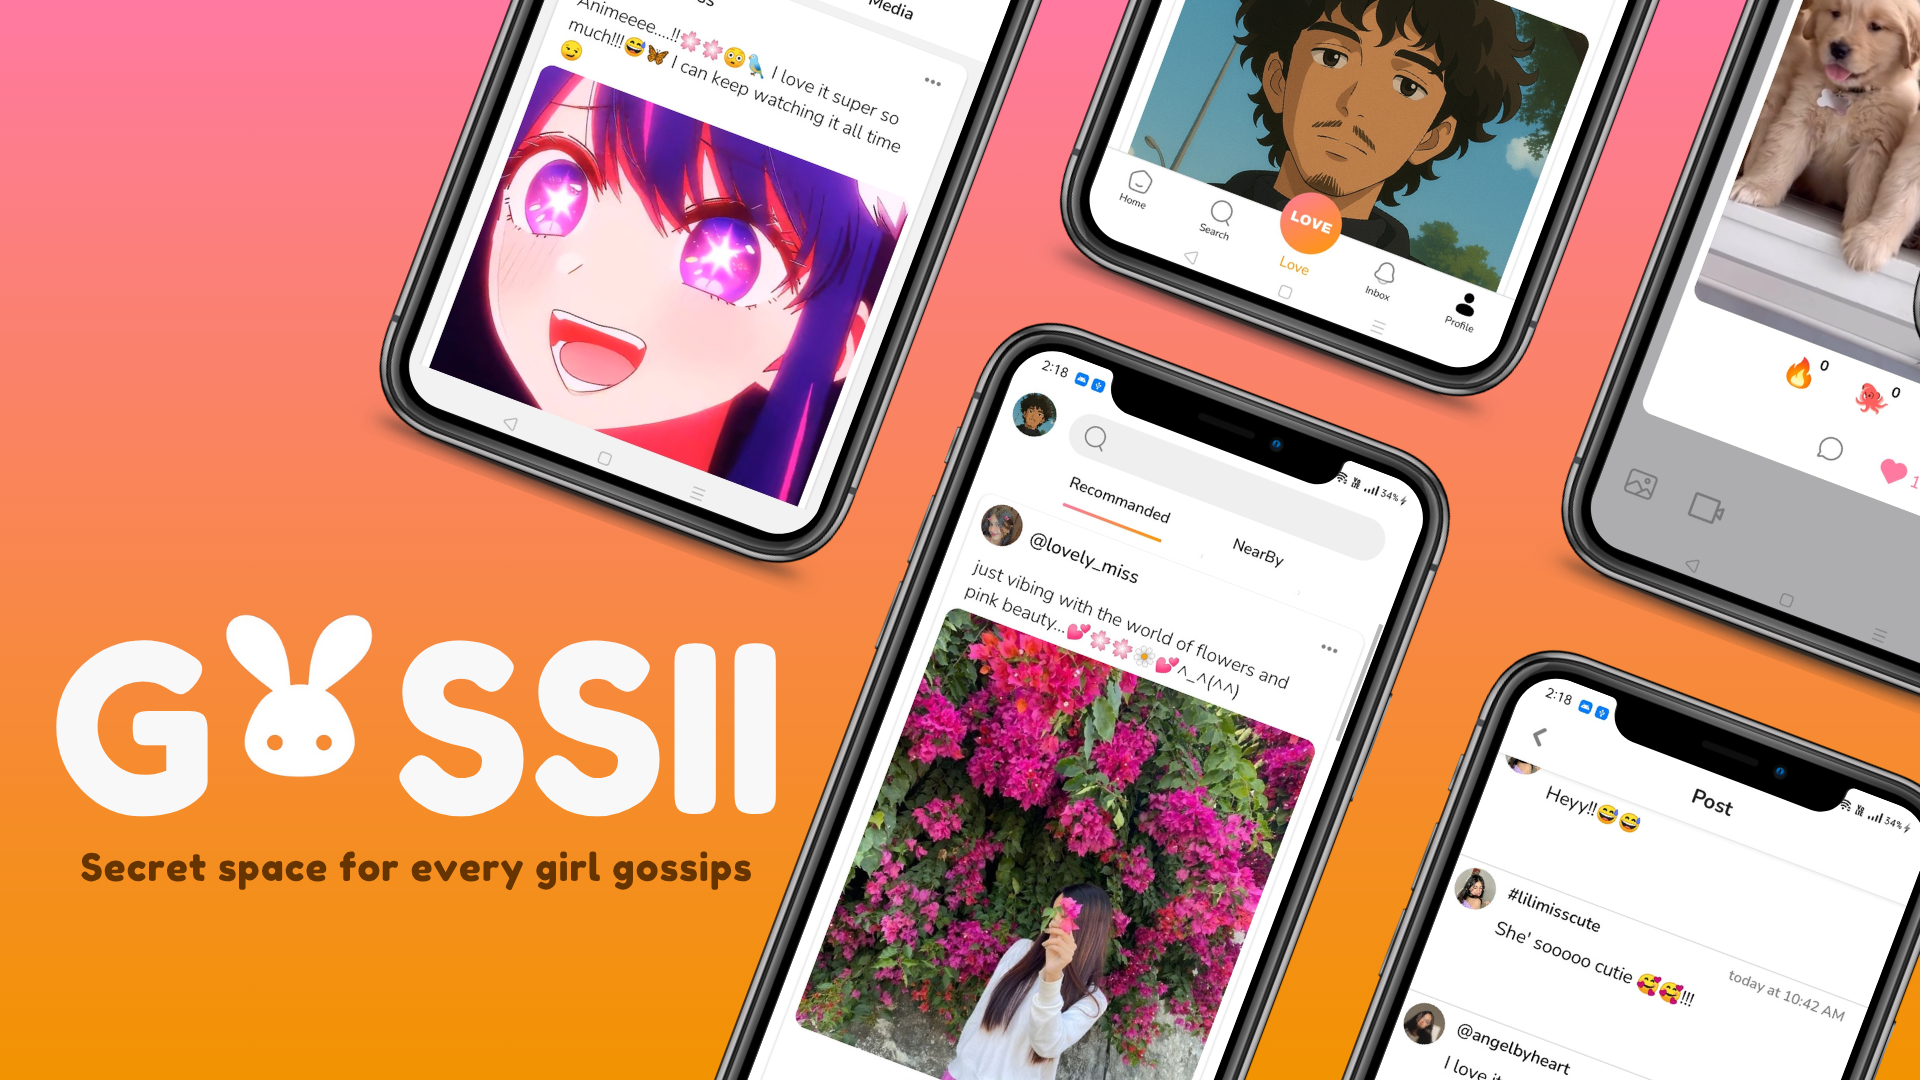 Media
Animeeee....!!🌸🌸😳🐦 I love it super so
much!!!😅🦋 I can keep watching it all time
😏
Home
Search
LOVE
Love
Inbox
Profile
0
0
2:18
34%
Recommanded
NearBy
@lovely_miss
just vibing with the world of flowers and
pink beauty...💕🌸🌸🌼💕^_^(^^)
GOSSII
Secret space for every girl gossips
2:18
34%
Post
Heyy!!😅😅
#lilimisscute
She' sooooo cutie 🥰🥰!!!
today at 10:42 AM
@angelbyheart
I love